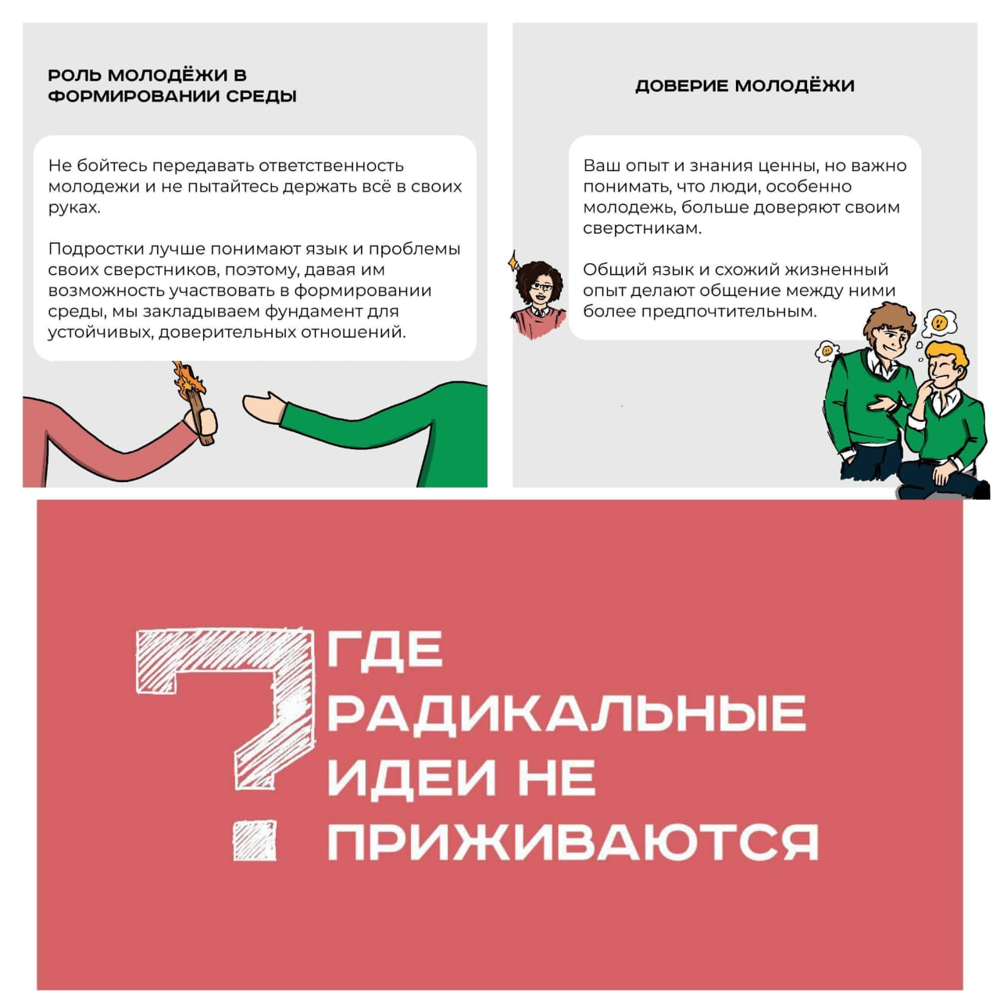 РОЛЬ МОЛОДЁЖИ В
ФОРМИРОВАНИИ СРЕДЫ
Не бойтесь передавать ответственность
молодежи и не пытайтесь держать всё в своих
руках.
Подростки лучше понимают язык и проблемы
своих сверстников, поэтому, давая им
возможность участвовать в формировании
среды, мы закладываем фундамент для
устойчивых, доверительных отношений.
ДОВЕРИЕ МОЛОДЁЖИ
Ваш опыт и знания ценны, но важно
понимать, что люди, особенно
молодежь, больше доверяют своим
сверстникам.
Общий язык и схожий жизненный
опыт делают общение между ними
более предпочтительным.
?
ГДЕ
РАДИКАЛЬНЫЕ
ИДЕИ НЕ
ПРИЖИВАЮТСЯ